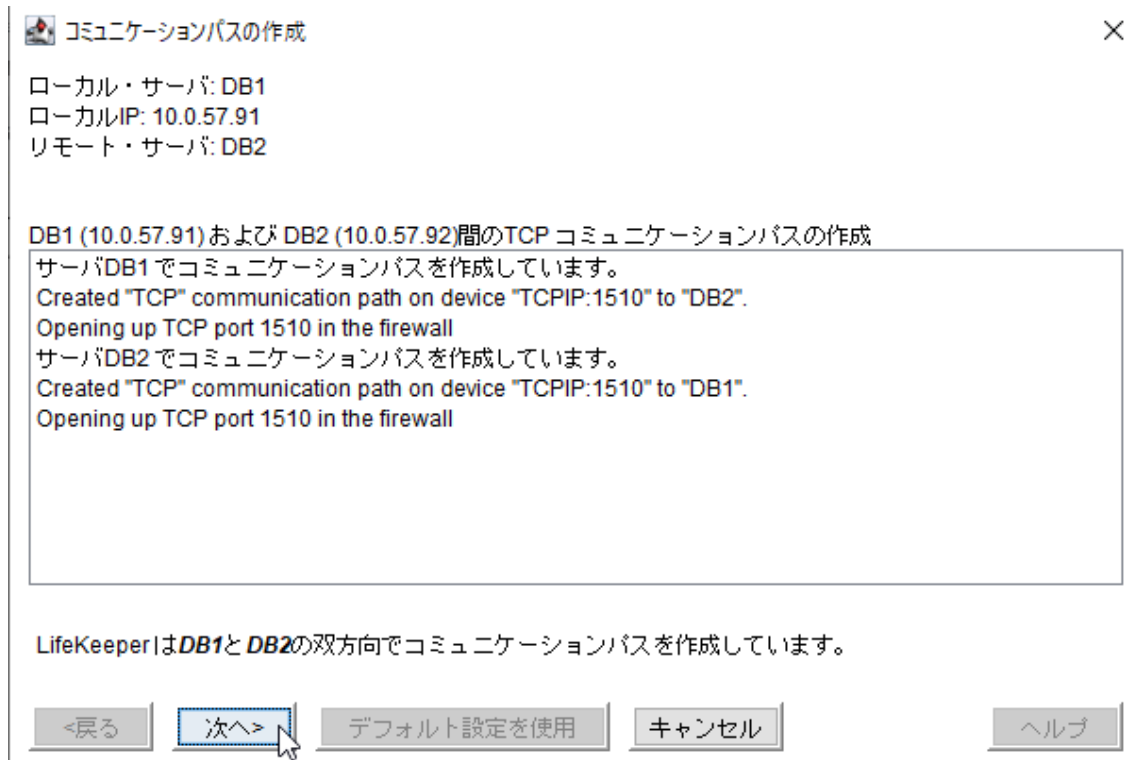 コミュニケーションパスの作成
ローカル・サーバ: DB1
ローカルIP: 10.0.57.91
リモート・サーバ: DB2
DB1 (10.0.57.91) および DB2 (10.0.57.92)間のTCP コミュニケーションパスの作成
サーバDB1 でコミュニケーションパスを作成しています。
Created "TCP" communication path on device "TCPIP:1510" to "DB2".
Opening up TCP port 1510 in the firewall
サーバDB2 でコミュニケーションパスを作成しています。
Created "TCP" communication path on device "TCPIP:1510" to "DB1".
Opening up TCP port 1510 in the firewall
LifeKeeperはDB1とDB2の双方向でコミュニケーションパスを作成しています。
<戻る 次へ> デフォルト設定を使用 キャンセル ヘルプ